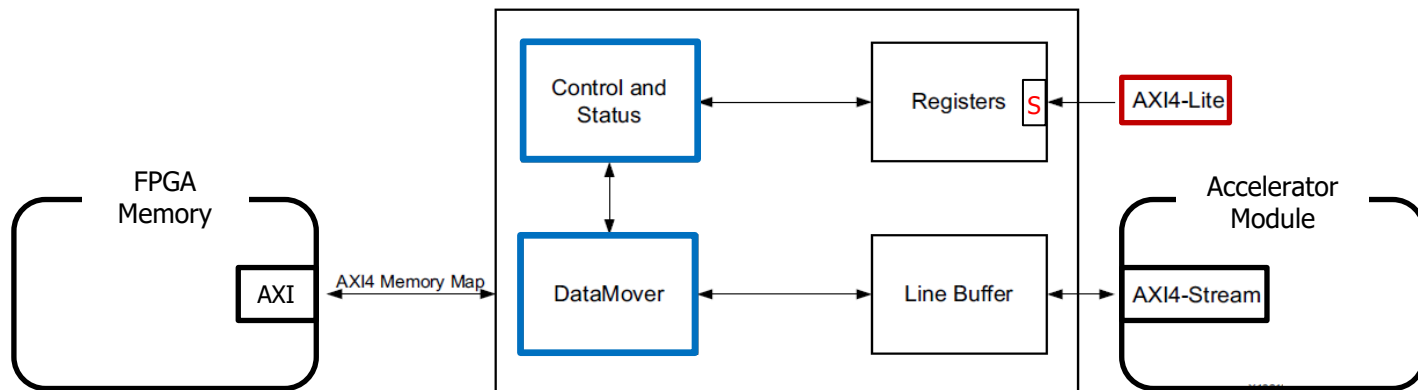 Control and
Status
Registers
S
AXI4-Lite
FPGA
Memory
Accelerator
Module
AXI
AXI4 Memory Map
DataMover
Line Buffer
AXI4-Stream